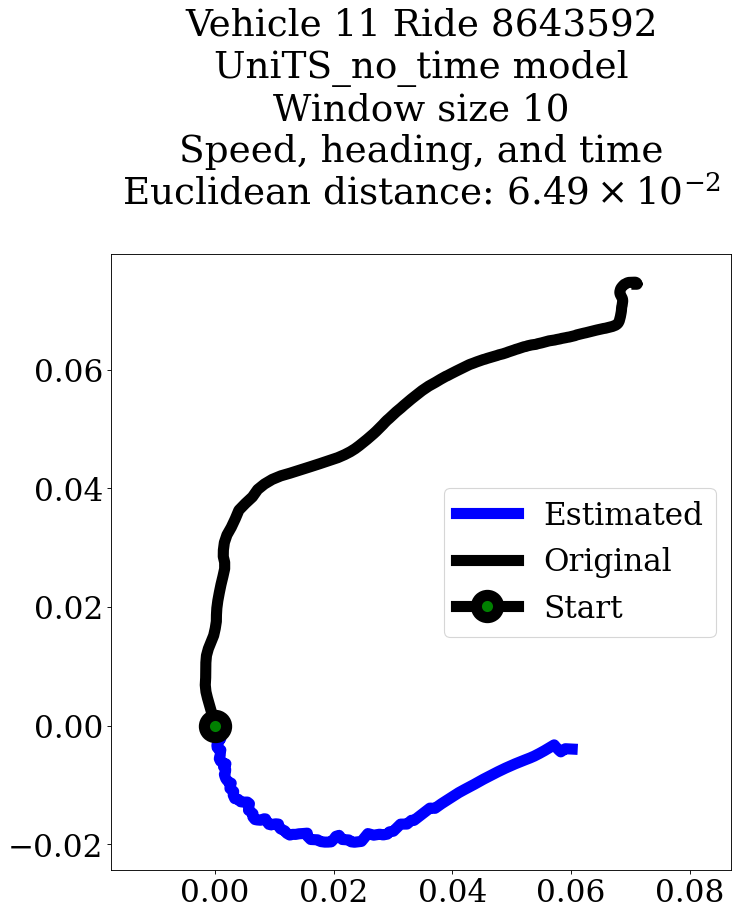 Vehicle 11 Ride 8643592
UniTS_no_time model
Window size 10
Speed, heading, and time
Euclidean distance: 6.49 × 10⁻²
0.06
0.04
0.02
0.00
−0.02
Estimated
Original
Start
0.00 0.02 0.04 0.06 0.08